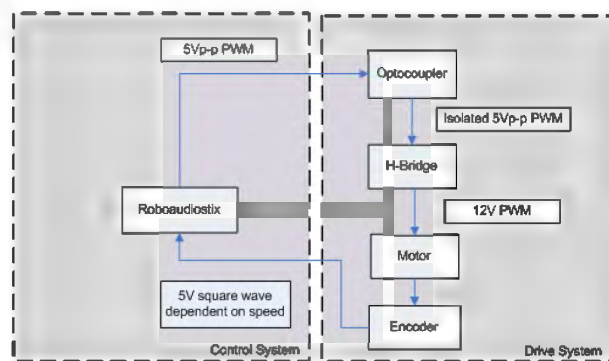 5Vp-p PWM
Optocoupler
Isolated 5Vp-p PWM
H-Bridge
Roboaudiostix
12V PWM
Motor
5V square wave
dependent on speed
Encoder
Control System
Drive System